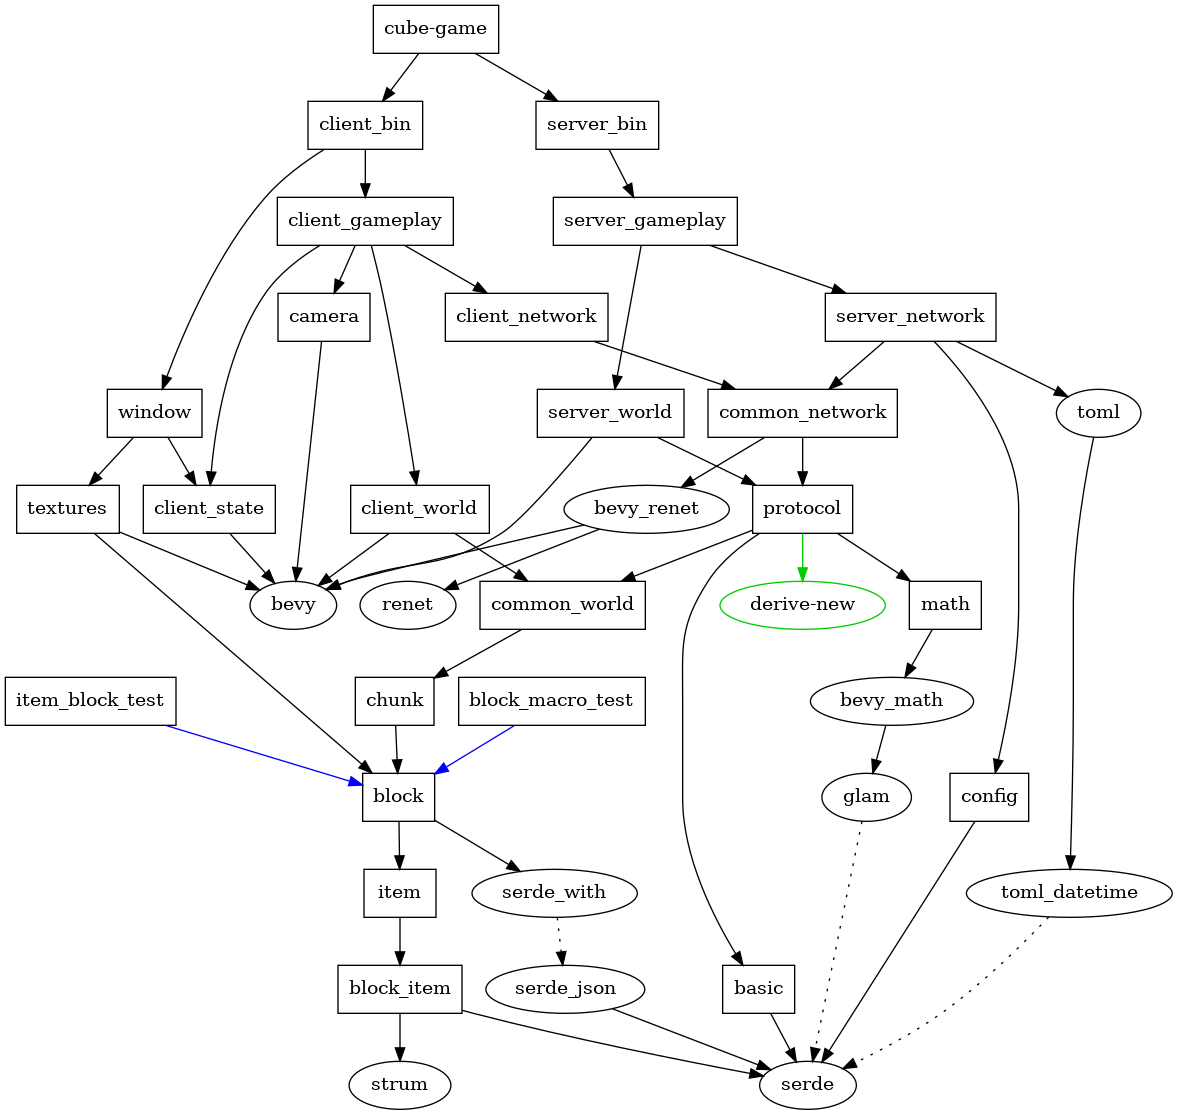 cube-game
client_bin
server_bin
client_gameplay
server_gameplay
camera
client_network
server_network
window
server_world
common_network
toml
textures
client_state
client_world
bevy_renet
protocol
bevy
renet
common_world
derive-new
math
item_block_test
chunk
block_macro_test
bevy_math
block
glam
config
item
serde_with
toml_datetime
block_item
serde_json
basic
strum
serde